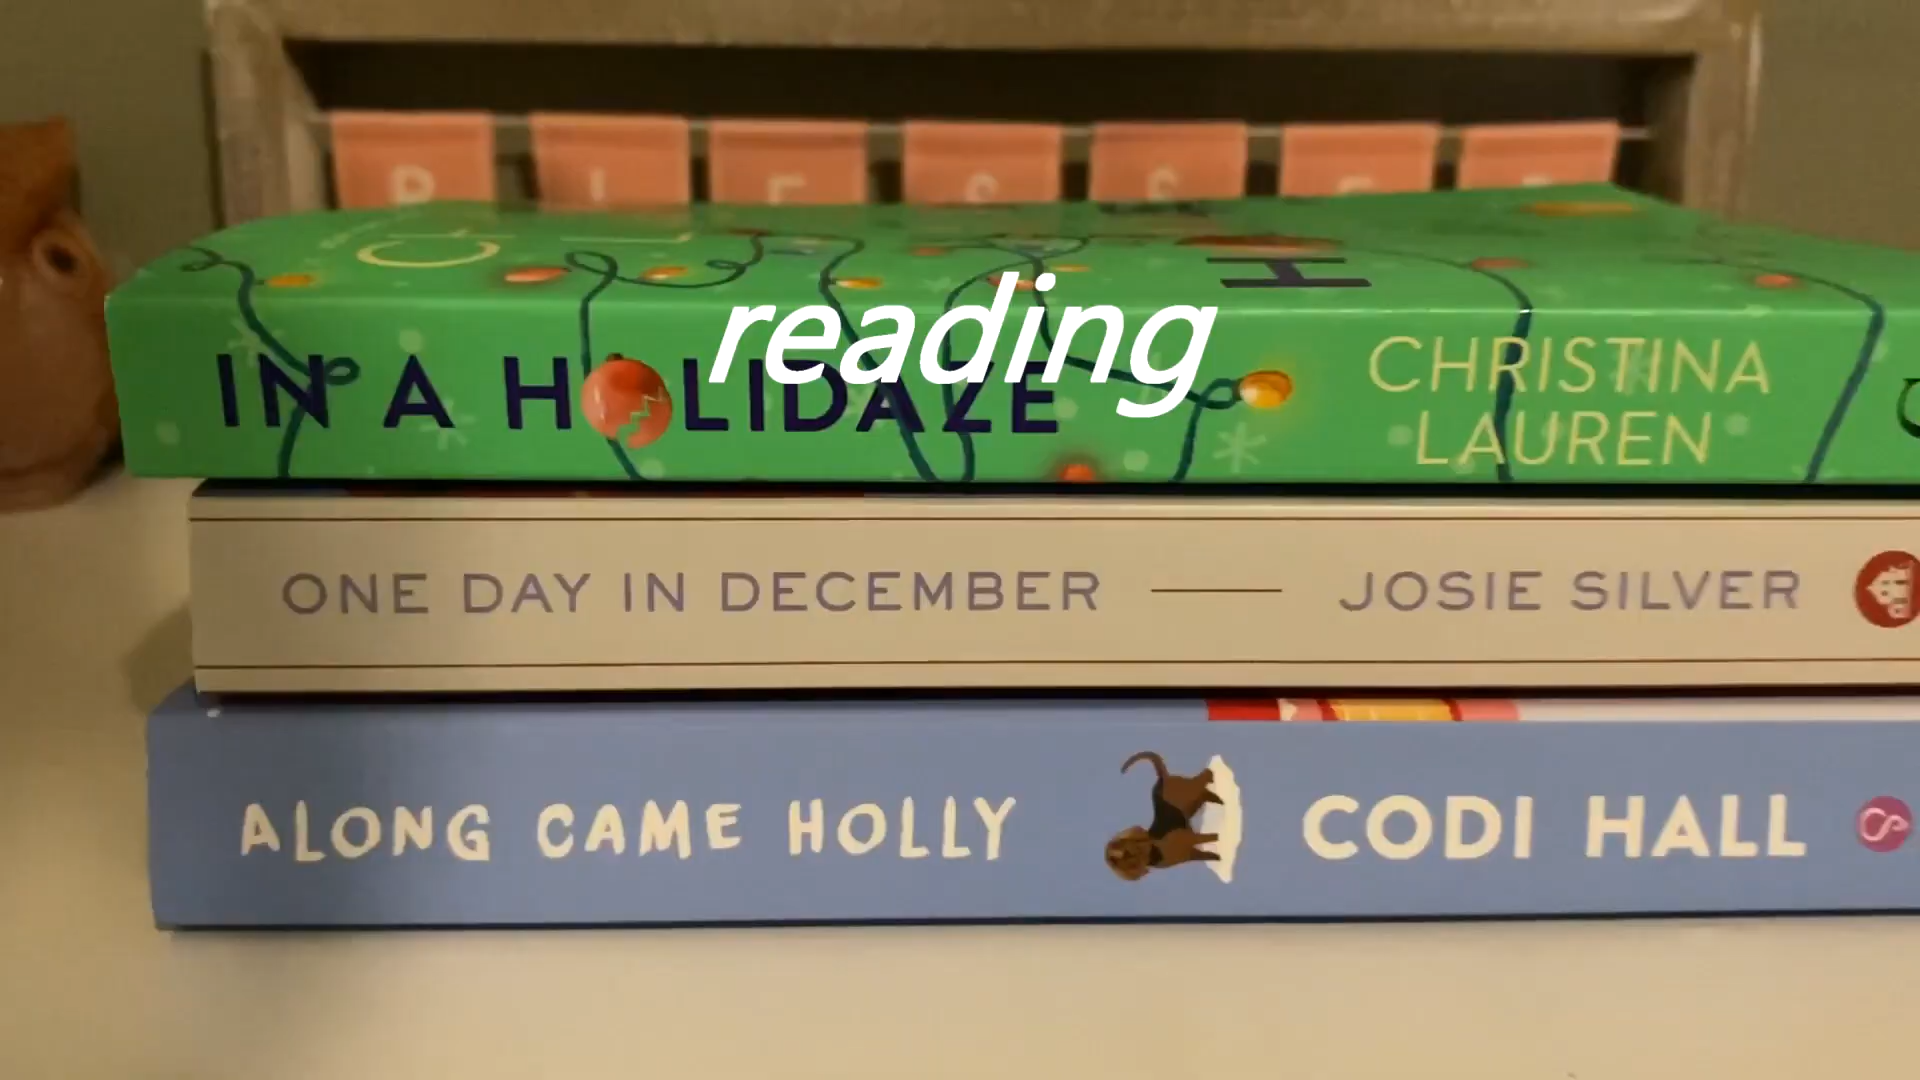 B L E S S E D
reading
IN A HOLIDAZE
CHRISTINA
LAUREN
ONE DAY IN DECEMBER — JOSIE SILVER
ALONG CAME HOLLY CODI HALL